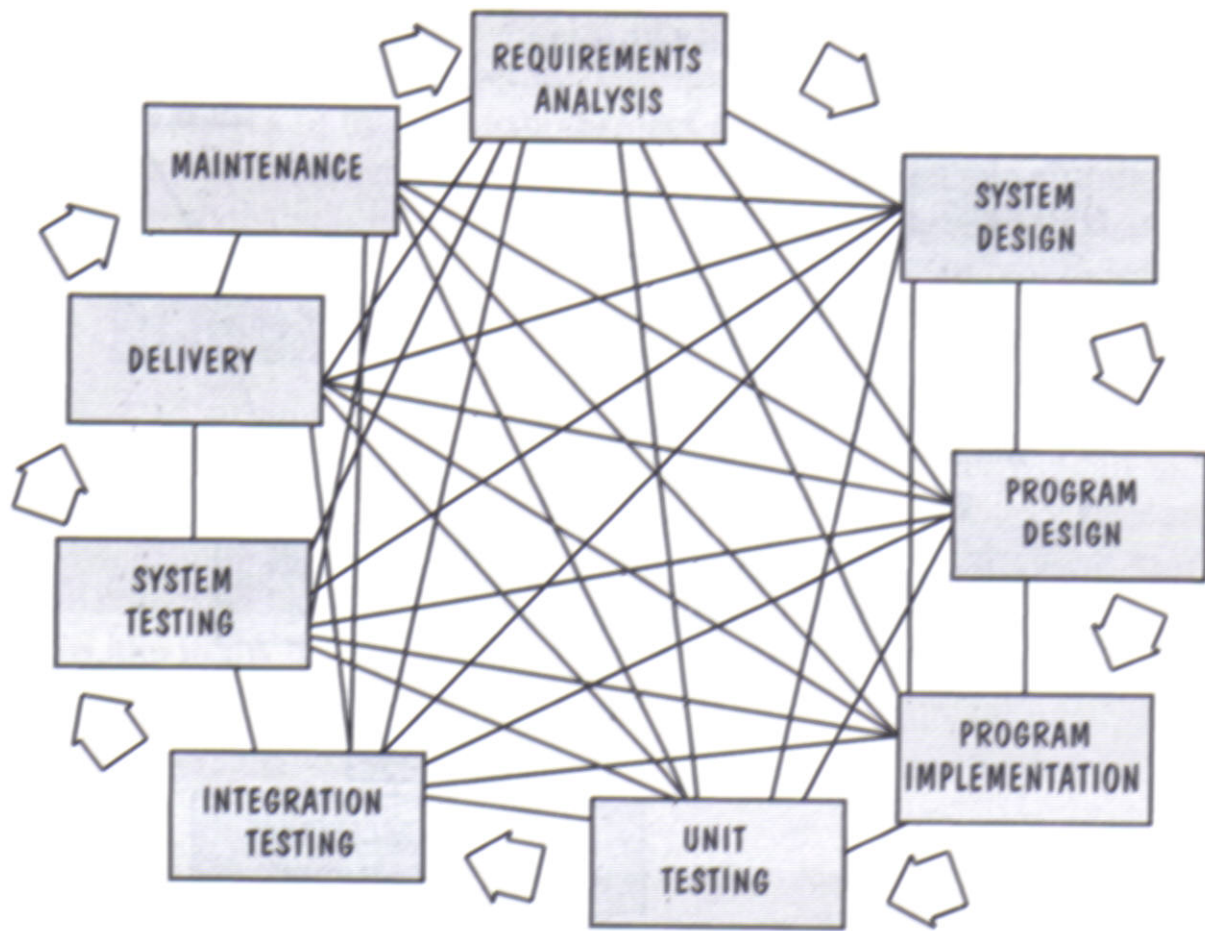 REQUIREMENTS
ANALYSIS
SYSTEM
DESIGN
PROGRAM
DESIGN
PROGRAM
IMPLEMENTATION
UNIT
TESTING
INTEGRATION
TESTING
SYSTEM
TESTING
DELIVERY
MAINTENANCE